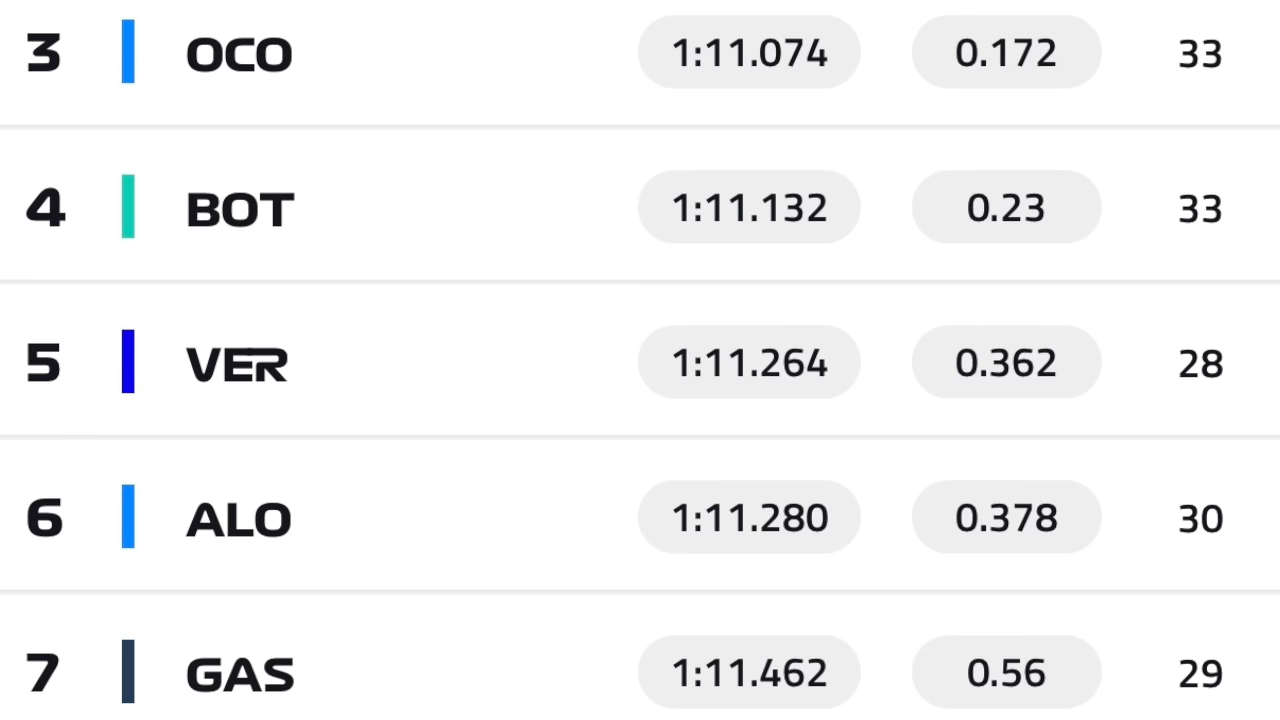 3 OCO 1:11.074 0.172 33
4 BOT 1:11.132 0.23 33
5 VER 1:11.264 0.362 28
6 ALO 1:11.280 0.378 30
7 GAS 1:11.462 0.56 29